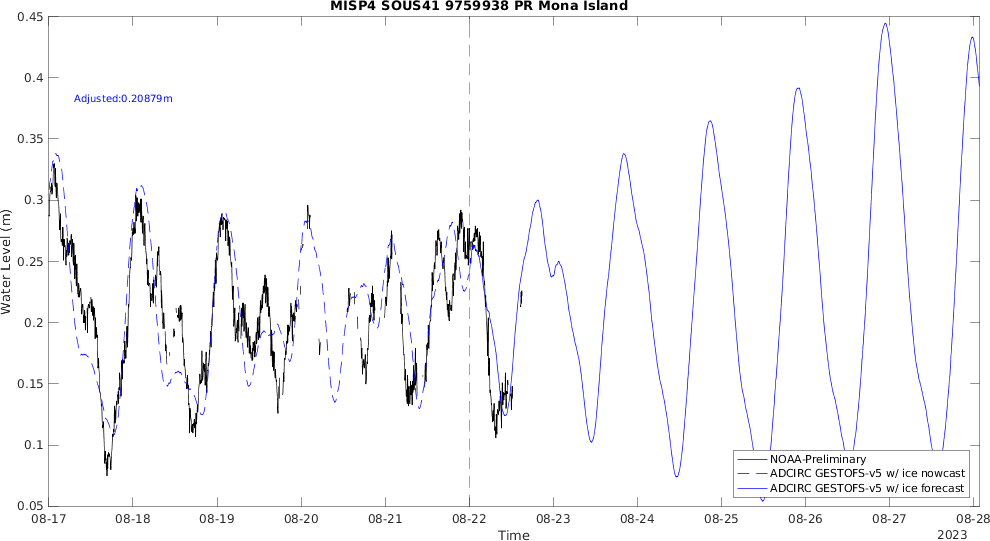 MISP4 SOUS41 9759938 PR Mona Island
0.45
0.4
0.35
0.3
0.25
0.2
0.15
0.1
0.05
Water Level (m)
Adjusted:0.20879m
NOAA-Preliminary
ADCIRC GESTOFS-v5 w/ ice nowcast
ADCIRC GESTOFS-v5 w/ ice forecast
08-17 08-18 08-19 08-20 08-21 08-22 08-23 08-24 08-25 08-26 08-27 08-28
Time
2023